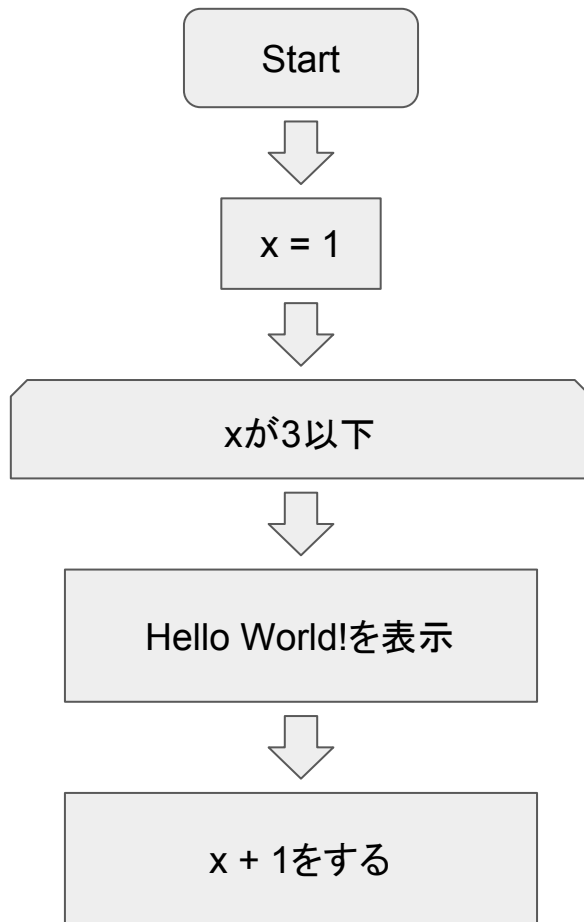 Start
x = 1
xが3以下
Hello World!を表示
x + 1をする